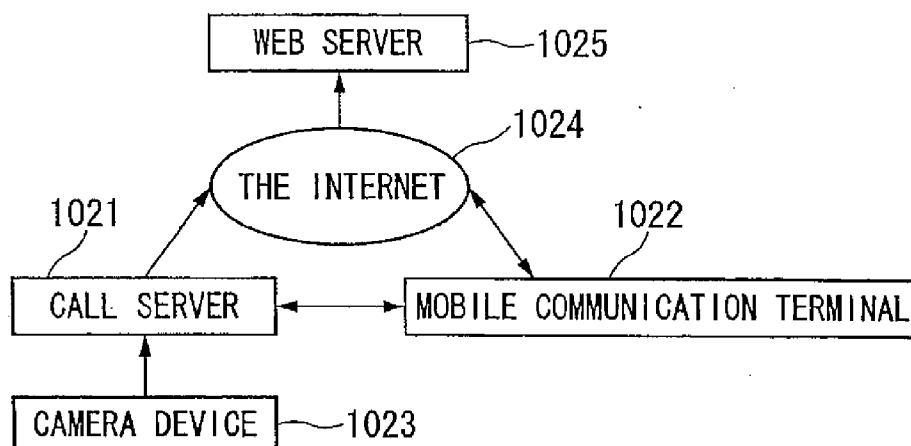 WEB SERVER
1025
1024
THE INTERNET
1021
1022
CALL SERVER
MOBILE COMMUNICATION TERMINAL
CAMERA DEVICE
1023